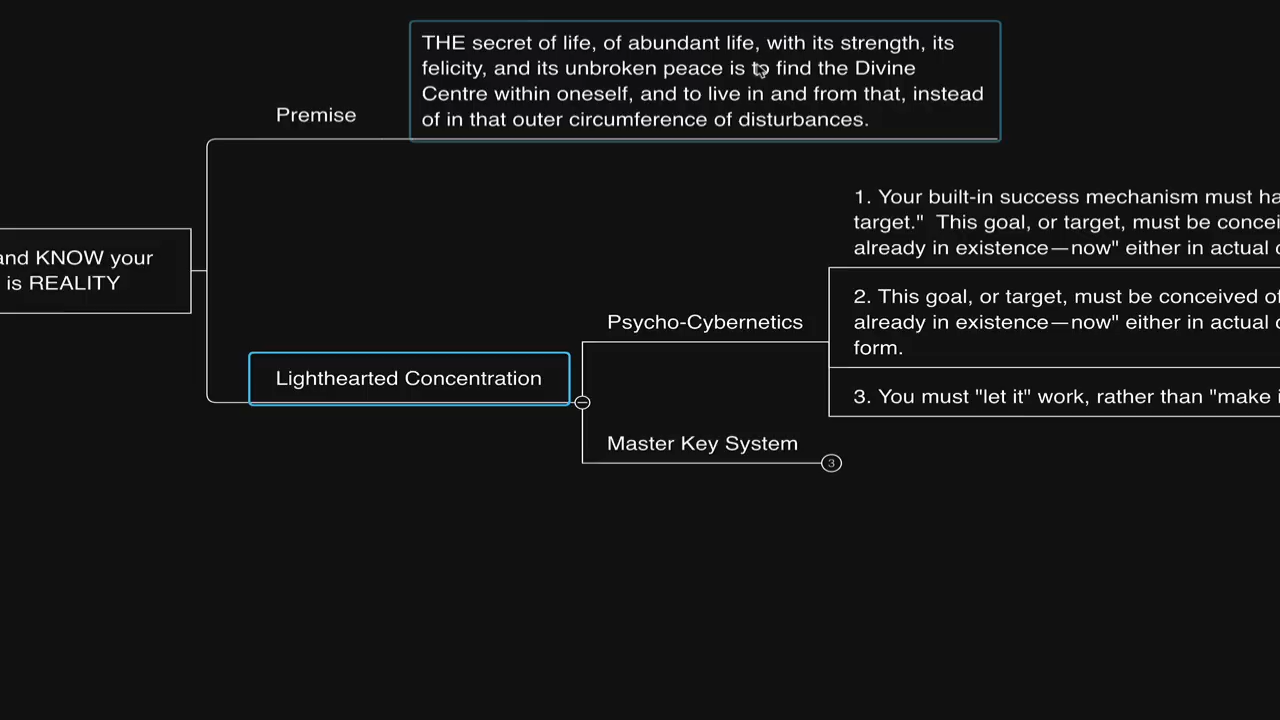 THE secret of life, of abundant life, with its strength, its
felicity, and its unbroken peace is to find the Divine
Centre within oneself, and to live in and from that, instead
of in that outer circumference of disturbances.
Premise
1. Your built-in success mechanism must
target." This goal, or target, must be
already in existence—now" either in actual
and KNOW your
is REALITY
2. This goal, or target, must be conceived
already in existence—now" either in actual
form.
Psycho-Cybernetics
Lighthearted Concentration
3. You must "let it" work, rather than "make
Master Key System
3